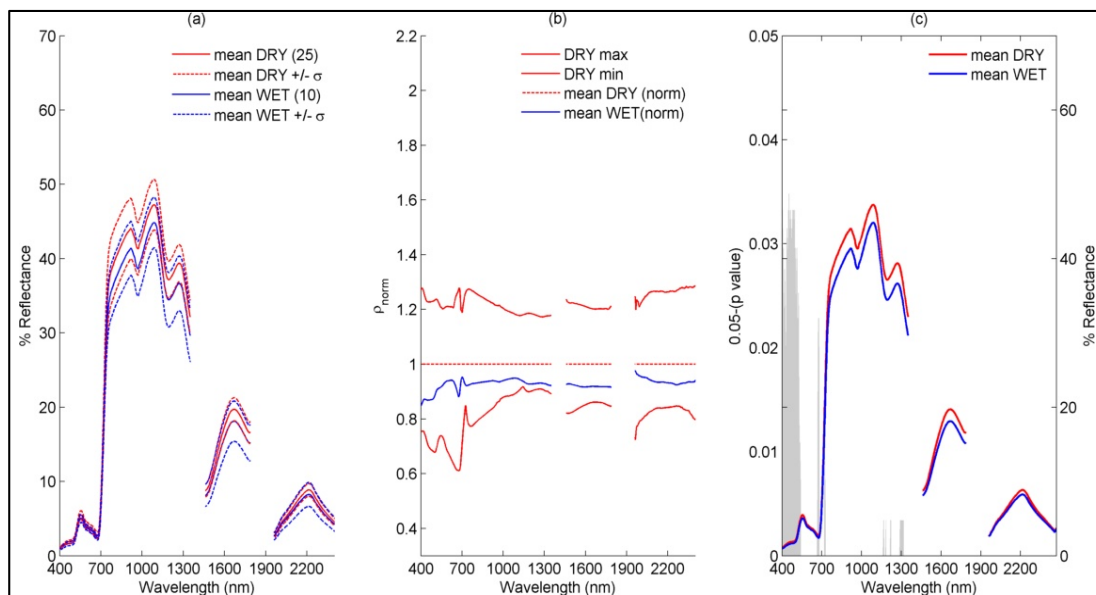 (a)
% Reflectance
70
60
50
40
30
20
10
0
mean DRY (25)
mean DRY +/- σ
mean WET (10)
mean WET +/- σ
400 700 1000 1300 1600 1900 2200
Wavelength (nm)
(b)
ρnorm
2.2
2
1.8
1.6
1.4
1.2
1
0.8
0.6
0.4
DRY max
DRY min
mean DRY (norm)
mean WET(norm)
400 700 1000 1300 1600 1900 2200
Wavelength (nm)
(c)
0.05-(p value)
0.05
0.04
0.03
0.02
0.01
0
mean DRY
mean WET
400 700 1000 1300 1600 1900 2200
Wavelength (nm)
60
40
20
0
% Reflectance